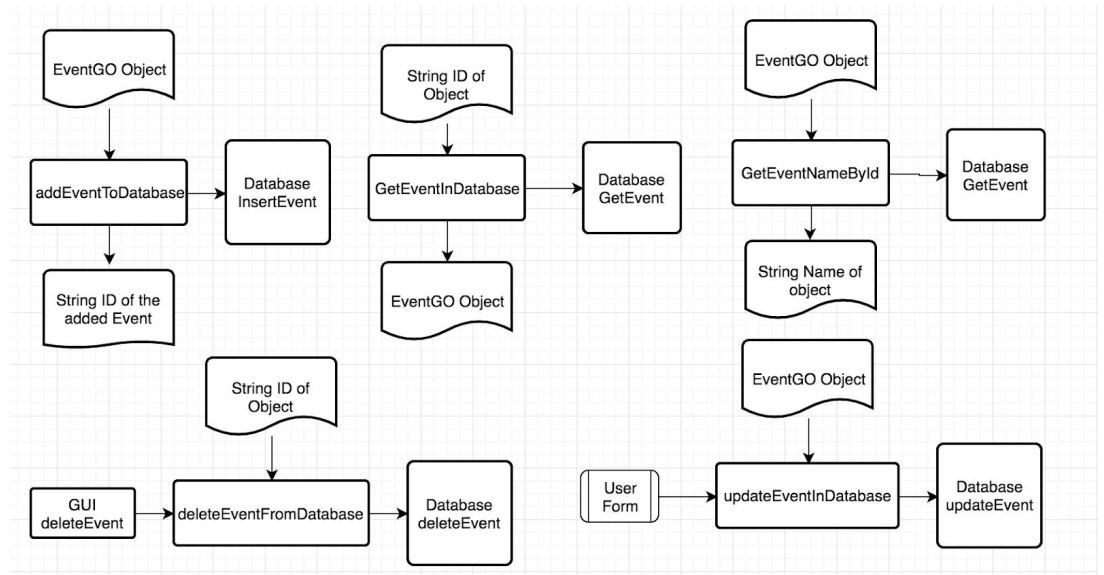 EventGO Object
addEventToDatabase
Database
InsertEvent
String ID of the
added Event
String ID of
Object
GetEventInDatabase
Database
GetEvent
EventGO Object
EventGO Object
GetEventNameById
Database
GetEvent
String Name of
object
String ID of
Object
GUI
deleteEvent
deleteEventFromDatabase
Database
deleteEvent
EventGO Object
User
Form
updateEventInDatabase
Database
updateEvent